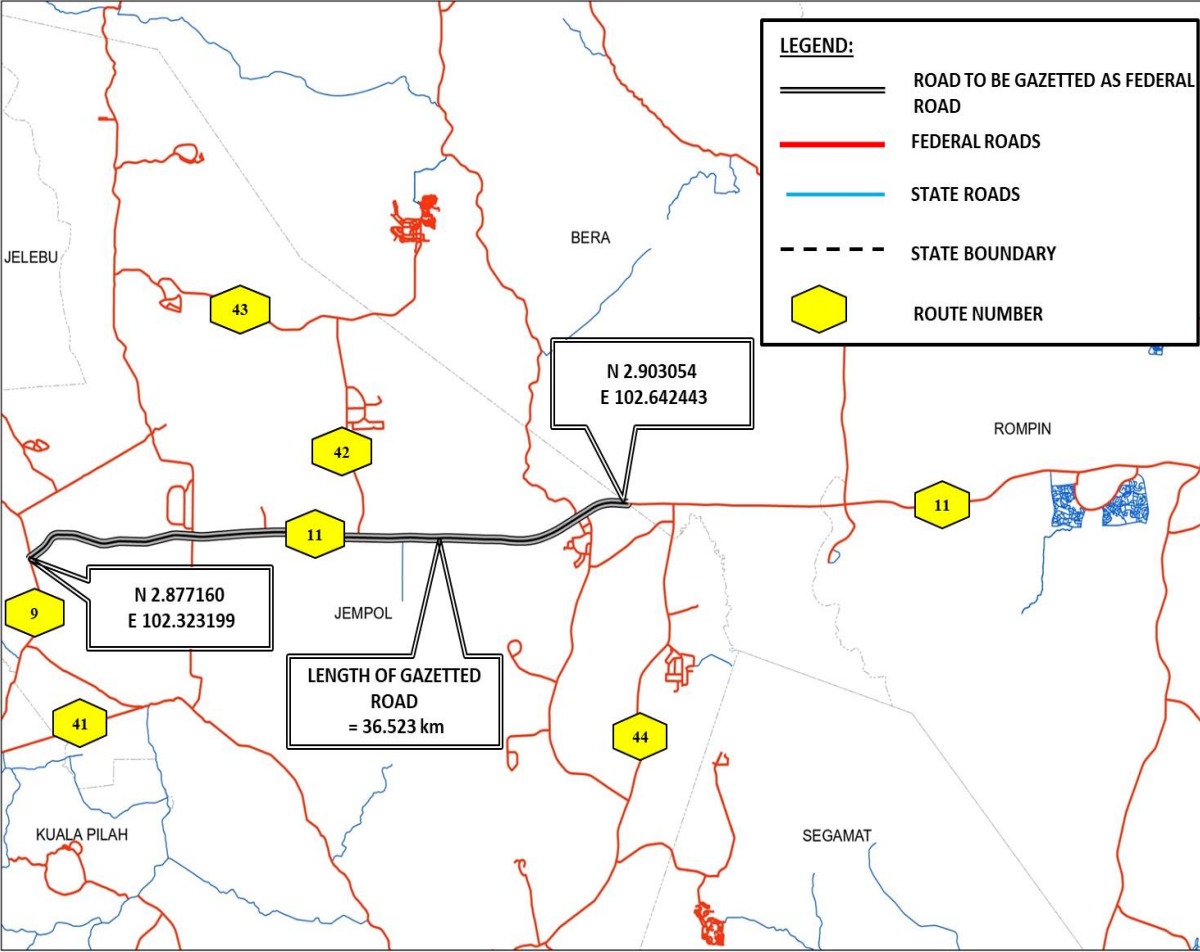 LEGEND:
ROAD TO BE GAZETTED AS FEDERAL
ROAD
FEDERAL ROADS
STATE ROADS
STATE BOUNDARY
ROUTE NUMBER
BERA
JELEBU
43
N 2.903054
E 102.642443
ROMPIN
42
11
11
N 2.877160
E 102.323199
9
JEMPOL
LENGTH OF GAZETTED
ROAD
= 36.523 km
41
44
KUALA PILAH
SEGAMAT